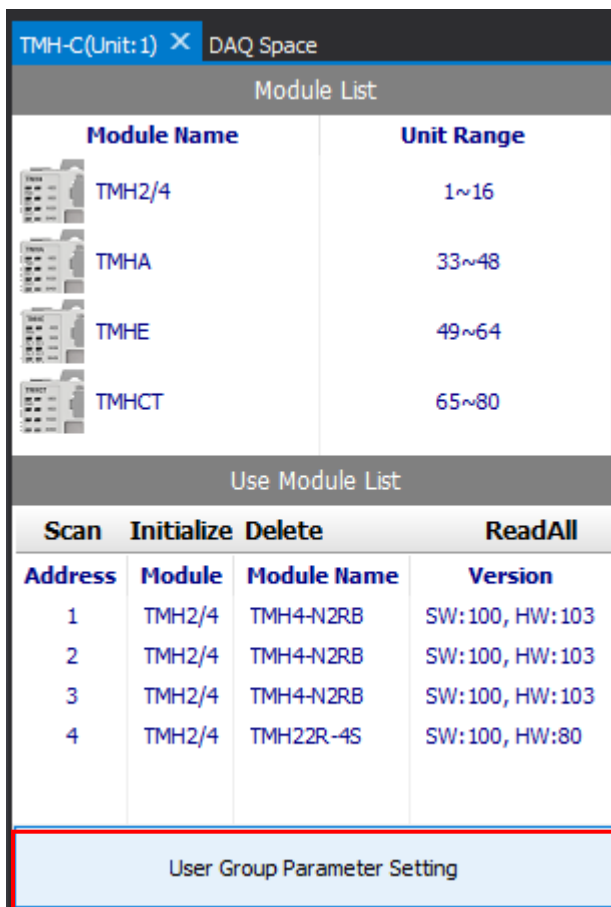 TMH-C(Unit:1) × DAQ Space
Module List
Module Name Unit Range
TMH2/4 1~16
TMHA 33~48
TMHE 49~64
TMHCT 65~80
Use Module List
Scan Initialize Delete ReadAll
Address Module Module Name Version
1 TMH2/4 TMH4-N2RB SW:100, HW:103
2 TMH2/4 TMH4-N2RB SW:100, HW:103
3 TMH2/4 TMH4-N2RB SW:100, HW:103
4 TMH2/4 TMH22R-4S SW:100, HW:80
User Group Parameter Setting